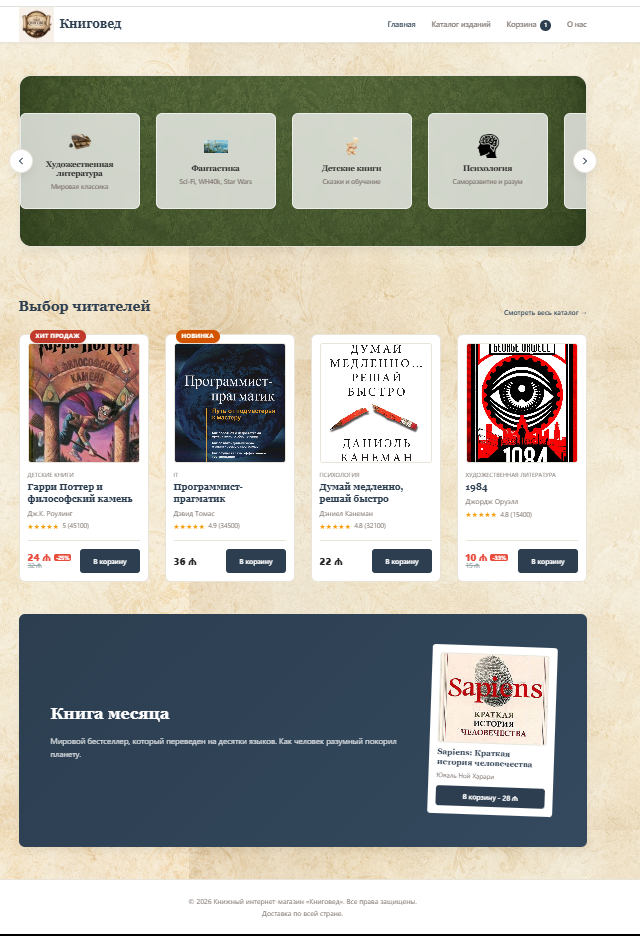 Книговед
Главная Каталог изданий Корзина 1 О нас
Художественная
литература
Мировая классика
Фантастика
Sci-Fi, WH40k, Star Wars
Детские книги
Сказки и обучение
Психология
Саморазвитие и разум
Выбор читателей
Смотреть весь каталог →
ХИТ ПРОДАЖ
Гарри Поттер
И ФИЛОСОФСКИЙ
КАМЕНЬ
ДЕТСКИЕ КНИГИ
Гарри Поттер и
философский камень
Дж.К. Роулинг
★★★★★ 5 (45100)
24 ₼ -25%
32 ₼
В корзину
НОВИНКА
Программист-
прагматик
Путь от подмастерья
к мастеру
IT
Программист-
прагматик
Дэвид Томас
★★★★★ 4.9 (34500)
36 ₼
В корзину
ДУМАЙ
МЕДЛЕННО...
РЕШАЙ
БЫСТРО
ДАНИЭЛЬ
КАНЕМАН
ПСИХОЛОГИЯ
Думай медленно,
решай быстро
Дэниел Канеман
★★★★★ 4.8 (32100)
22 ₼
В корзину
GEORGE ORWELL
1984
ХУДОЖЕСТВЕННАЯ ЛИТЕРАТУРА
1984
Джордж Оруэлл
★★★★★ 4.8 (15400)
10 ₼ -33%
15 ₼
В корзину
Книга месяца
Мировой бестселлер, который переведен на десятки языков. Как человек разумный покорил
планету.
Sapiens
КРАТКАЯ
ИСТОРИЯ
ЧЕЛОВЕЧЕСТВА
Sapiens: Краткая
история человечества
Юваль Ной Харари
В корзину - 28 ₼
© 2026 Книжный интернет-магазин «Книговед». Все права защищены.
Доставка по всей стране.